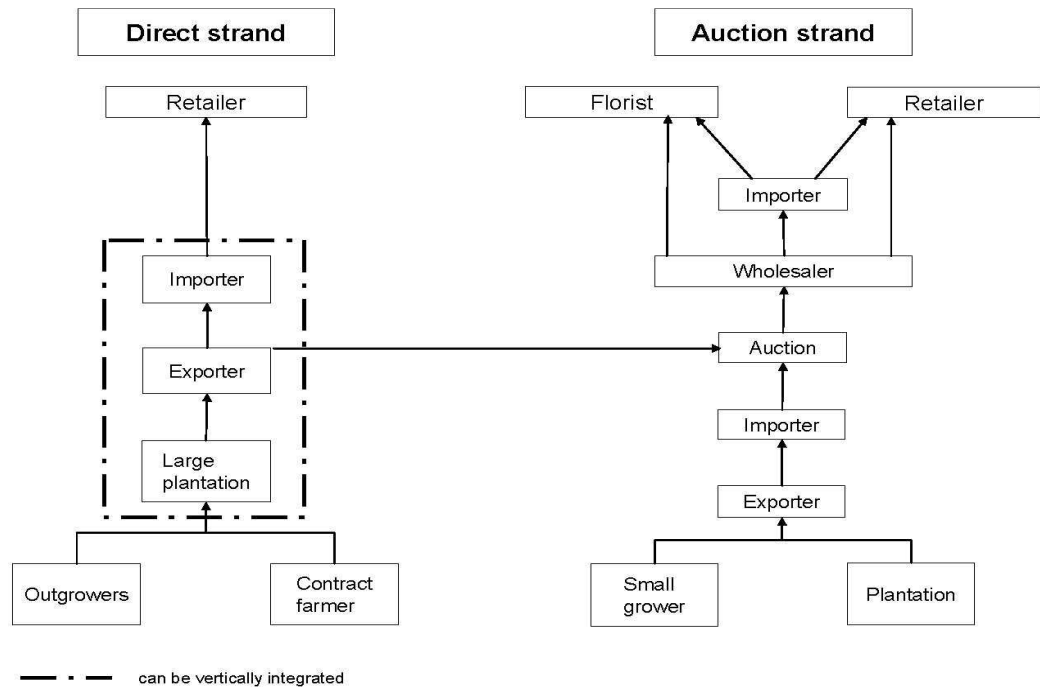 Direct strand
Auction strand
Retailer
Florist
Retailer
Importer
Importer
Wholesaler
Exporter
Auction
Importer
Large
plantation
Exporter
Outgrowers
Contract
farmer
Small
grower
Plantation
can be vertically integrated